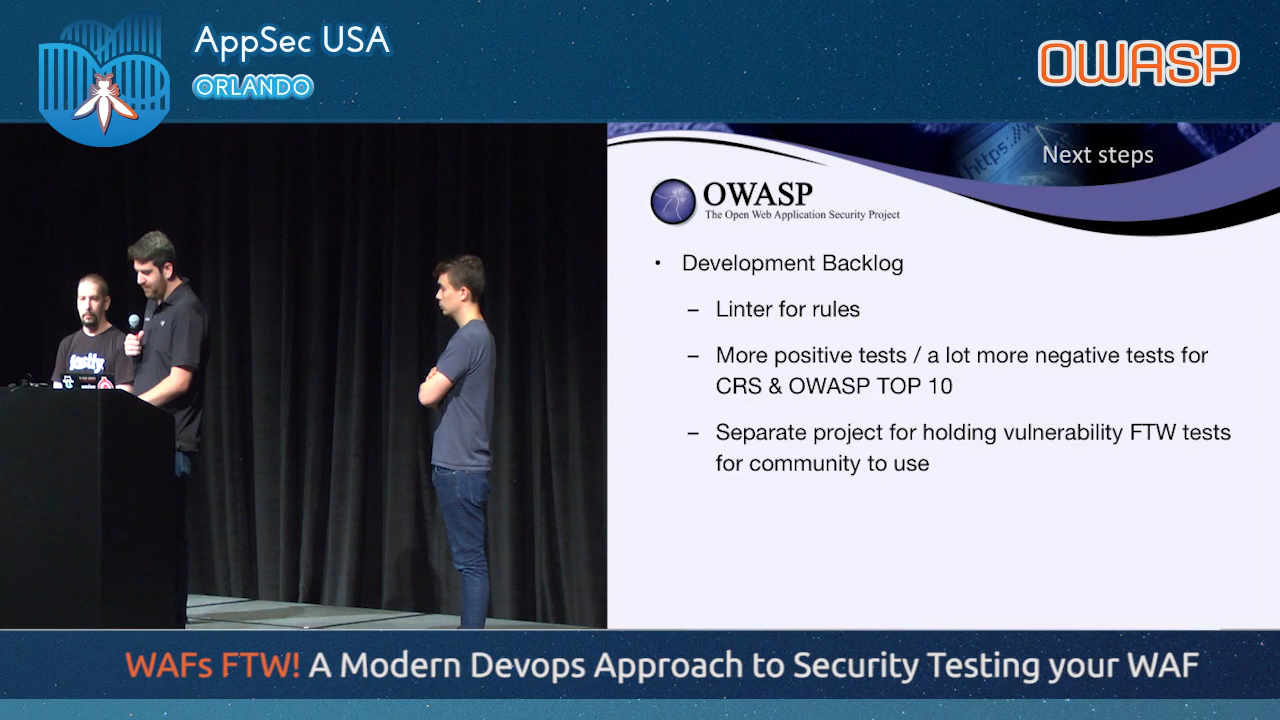 AppSec USA
ORLANDO
OWASP
Next steps
OWASP
The Open Web Application Security Project
• Development Backlog
– Linter for rules
– More positive tests / a lot more negative tests for
CRS & OWASP TOP 10
– Separate project for holding vulnerability FTW tests
for community to use
https:/
fastly
WAFs FTW! A Modern Devops Approach to Security Testing your WAF